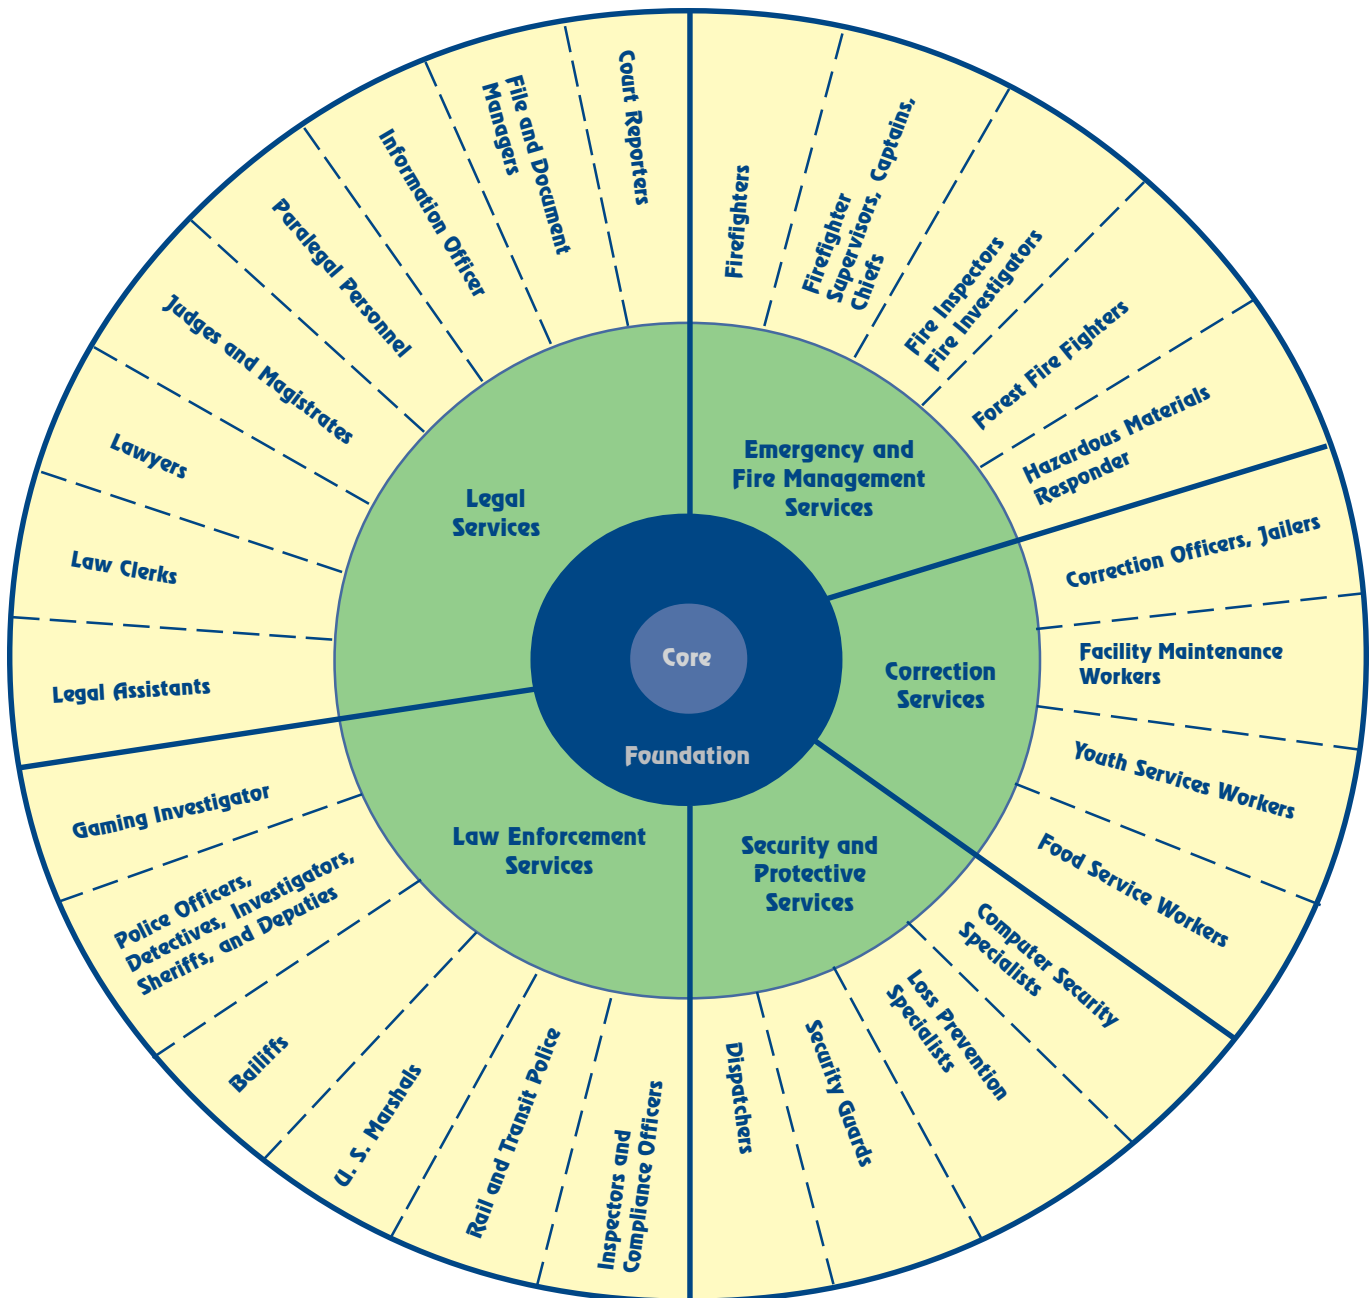 Core
Foundation
Emergency and
Fire Management
Services
Firefighters
Firefighter
Supervisors, Captains,
Chiefs
Fire Inspectors
Fire Investigators
Forest Fire Fighters
Hazardous Materials
Responder
Correction
Services
Correction Officers, Jailers
Facility Maintenance
Workers
Youth Services Workers
Food Service Workers
Security and
Protective
Services
Computer Security
Specialists
Loss Prevention
Specialists
Security Guards
Dispatchers
Law Enforcement
Services
Inspectors and
Compliance Officers
Rail and Transit Police
U. S. Marshals
Bailiffs
Police Officers,
Detectives, Investigators,
Sheriffs, and Deputies
Gaming Investigator
Legal
Services
Legal Assistants
Law Clerks
Lawyers
Judges and Magistrates
Paralegal Personnel
Information Officer
File and Document
Managers
Court Reporters